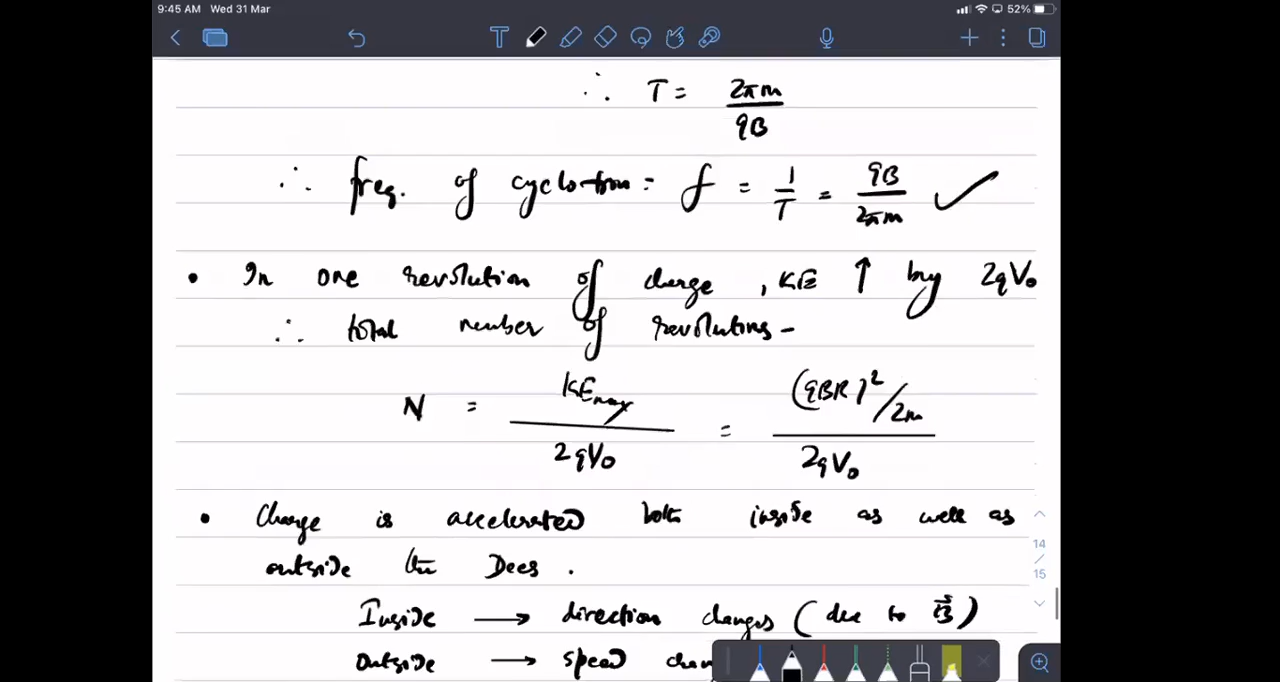 9:45 AM Wed 31 Mar 52%
∴ T = 2πm / qB
∴ freq. of cyclotron = f = 1/T = qB / 2πm ✓
• In one revolution of charge, KE ↑ by 2qV₀
∴ total number of revolutions -
N = KEmax / 2qV₀ = (qBR)²/2m / 2qV₀
• Charge is accelerated both inside as well as
outside the Dees.
Inside → direction changes (due to B⃗)
Outside → speed chan
14
/
15